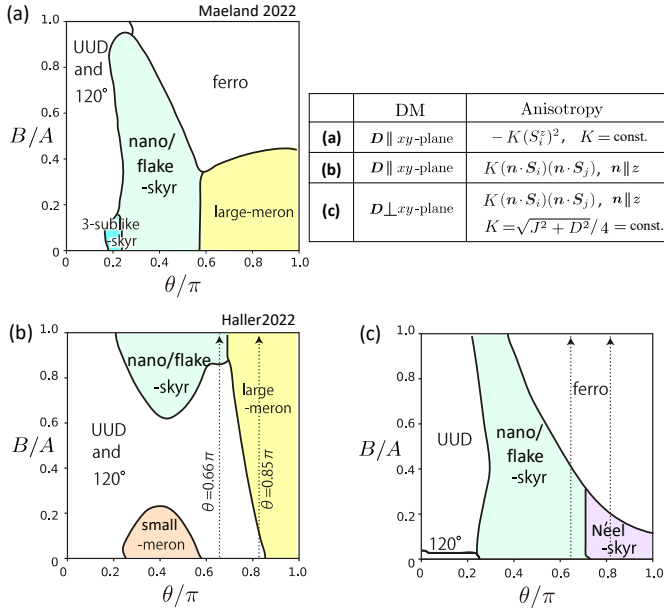 (a)
Maeland 2022
1.0
0.8
0.6
0.4
0.2
0
B/A
UUD
and
120°
ferro
nano/
flake
-skyr
large-meron
3-sublike
-skyr
0 0.2 0.4 0.6 0.8 1.0
θ/π
DM Anisotropy
(a) D ∥ xy-plane −K(S_i^z)^2, K = const.
(b) D ∥ xy-plane K(n·S_i)(n·S_j), n∥z
(c) D⊥xy-plane K(n·S_i)(n·S_j), n∥z
K = √(J^2 + D^2)/4 = const.
(b)
Haller2022
1.0
0.8
0.6
0.4
0.2
0
B/A
nano/flake
-skyr
large
-meron
UUD
and
120°
θ=0.66π
θ=0.85π
small
-meron
0 0.2 0.4 0.6 0.8 1.0
θ/π
(c)
1.0
0.8
0.6
0.4
0.2
0
B/A
ferro
UUD
nano/
flake
-skyr
Néel
-skyr
120°
0 0.2 0.4 0.6 0.8 1.0
θ/π